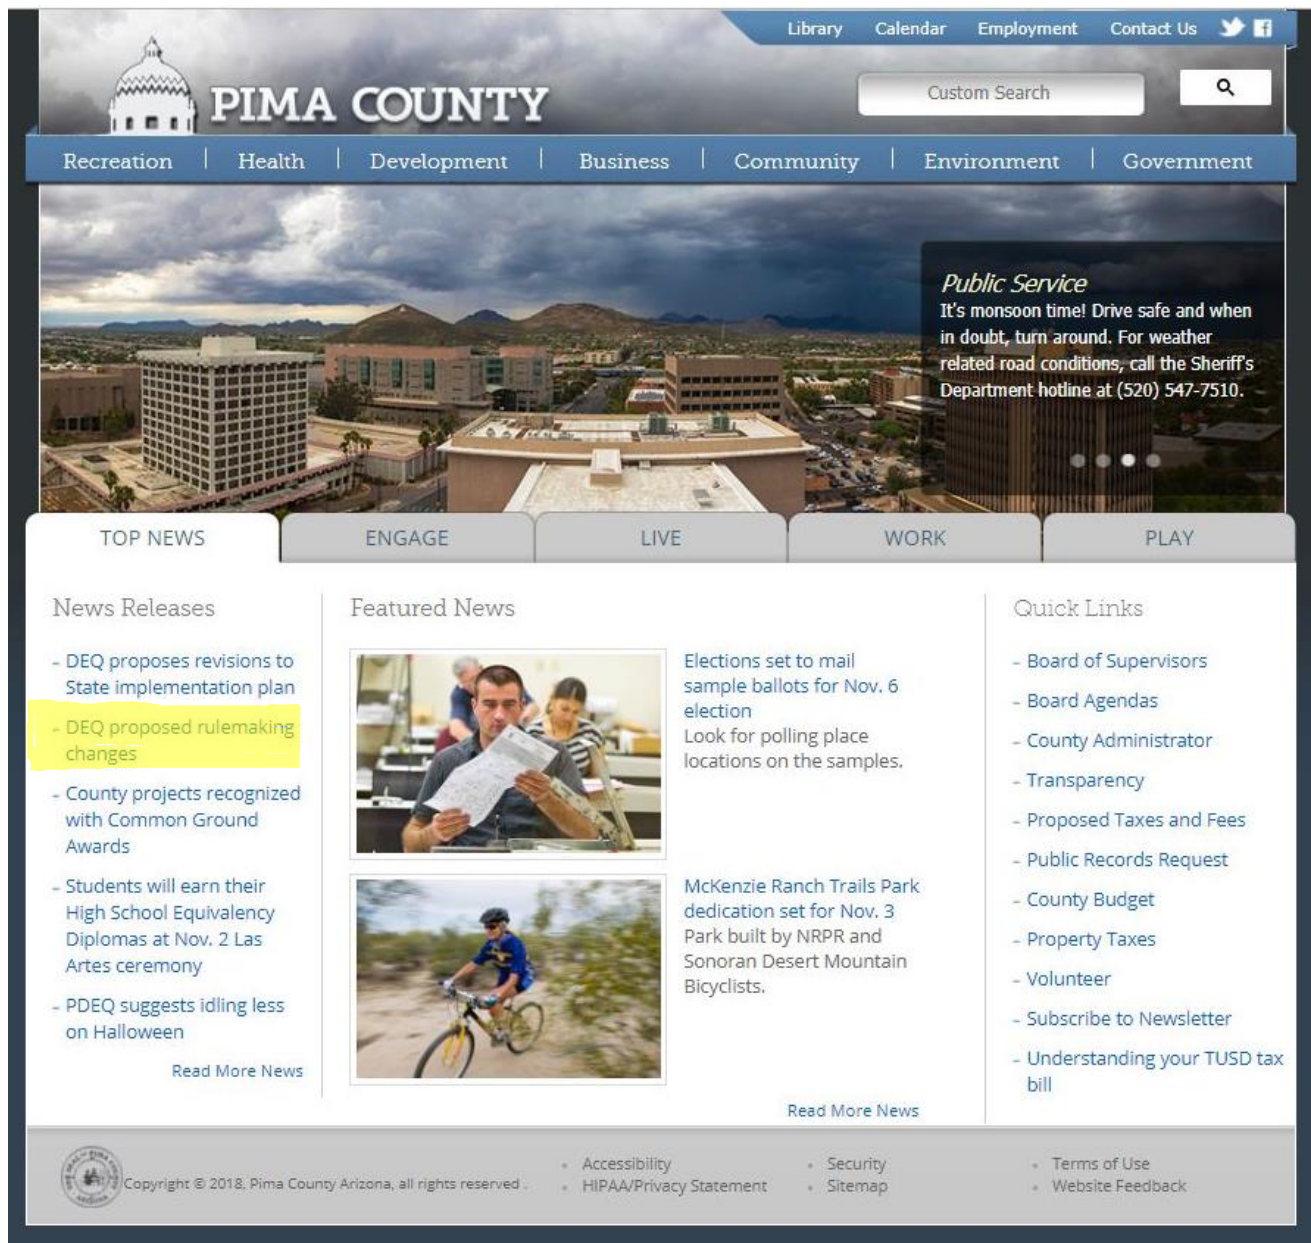 Library Calendar Employment Contact Us
PIMA COUNTY
Custom Search
Recreation Health Development Business Community Environment Government
Public Service
It's monsoon time! Drive safe and when
in doubt, turn around. For weather
related road conditions, call the Sheriff's
Department hotline at (520) 547-7510.
TOP NEWS ENGAGE LIVE WORK PLAY
News Releases
- DEQ proposes revisions to
State implementation plan
- DEQ proposed rulemaking
changes
- County projects recognized
with Common Ground
Awards
- Students will earn their
High School Equivalency
Diplomas at Nov. 2 Las
Artes ceremony
- PDEQ suggests idling less
on Halloween
Read More News
Featured News
Elections set to mail
sample ballots for Nov. 6
election
Look for polling place
locations on the samples.
McKenzie Ranch Trails Park
dedication set for Nov. 3
Park built by NRPR and
Sonoran Desert Mountain
Bicyclists.
Read More News
Quick Links
- Board of Supervisors
- Board Agendas
- County Administrator
- Transparency
- Proposed Taxes and Fees
- Public Records Request
- County Budget
- Property Taxes
- Volunteer
- Subscribe to Newsletter
- Understanding your TUSD tax
bill
Copyright © 2018, Pima County Arizona, all rights reserved .
Accessibility
HIPAA/Privacy Statement
Security
Sitemap
Terms of Use
Website Feedback